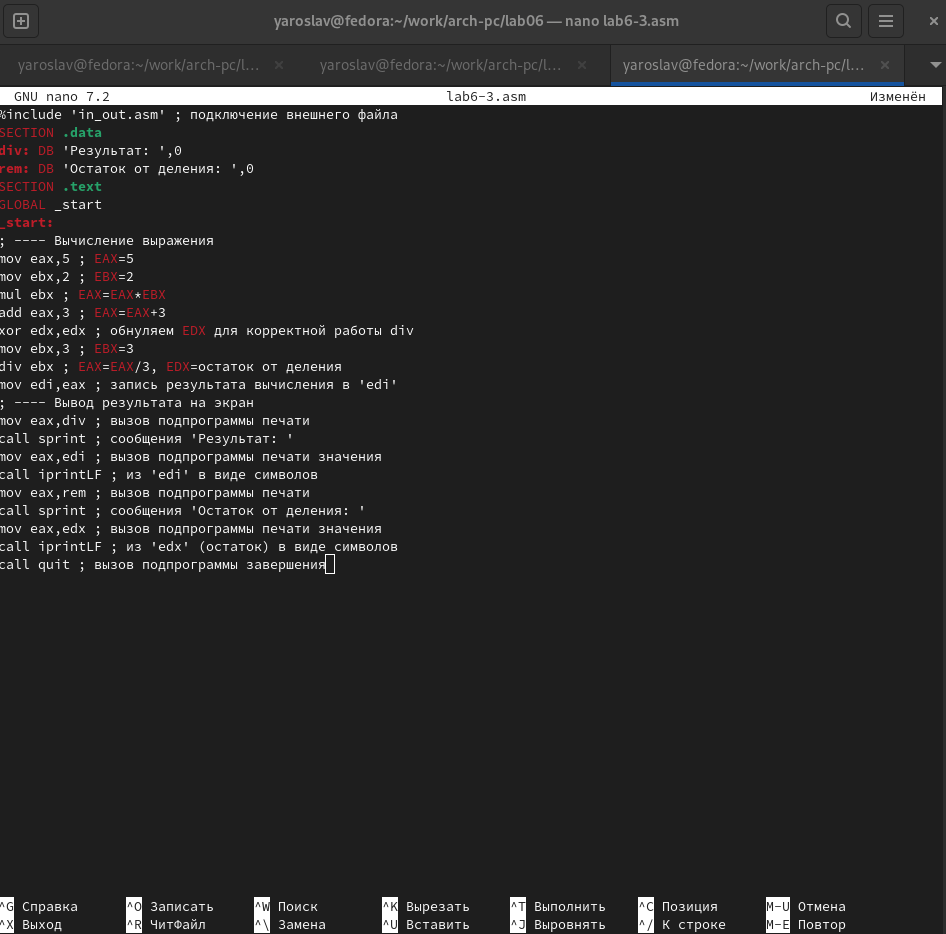 yaroslav@fedora:~/work/arch-pc/lab06 — nano lab6-3.asm
yaroslav@fedora:~/work/arch-pc/l… × yaroslav@fedora:~/work/arch-pc/l… × yaroslav@fedora:~/work/arch-pc/l… ×
GNU nano 7.2 lab6-3.asm Изменён
%include 'in_out.asm' ; подключение внешнего файла
SECTION .data
div: DB 'Результат: ',0
rem: DB 'Остаток от деления: ',0
SECTION .text
GLOBAL _start
_start:
; ---- Вычисление выражения
mov eax,5 ; EAX=5
mov ebx,2 ; EBX=2
mul ebx ; EAX=EAX*EBX
add eax,3 ; EAX=EAX+3
xor edx,edx ; обнуляем EDX для корректной работы div
mov ebx,3 ; EBX=3
div ebx ; EAX=EAX/3, EDX=остаток от деления
mov edi,eax ; запись результата вычисления в 'edi'
; ---- Вывод результата на экран
mov eax,div ; вызов подпрограммы печати
call sprint ; сообщения 'Результат: '
mov eax,edi ; вызов подпрограммы печати значения
call iprintLF ; из 'edi' в виде символов
mov eax,rem ; вызов подпрограммы печати
call sprint ; сообщения 'Остаток от деления: '
mov eax,edx ; вызов подпрограммы печати значения
call iprintLF ; из 'edx' (остаток) в виде символов
call quit ; вызов подпрограммы завершения
^G Справка ^O Записать ^W Поиск ^K Вырезать ^T Выполнить ^C Позиция M-U Отмена
^X Выход ^R ЧитФайл ^\ Замена ^U Вставить ^J Выровнять ^/ К строке M-E Повтор